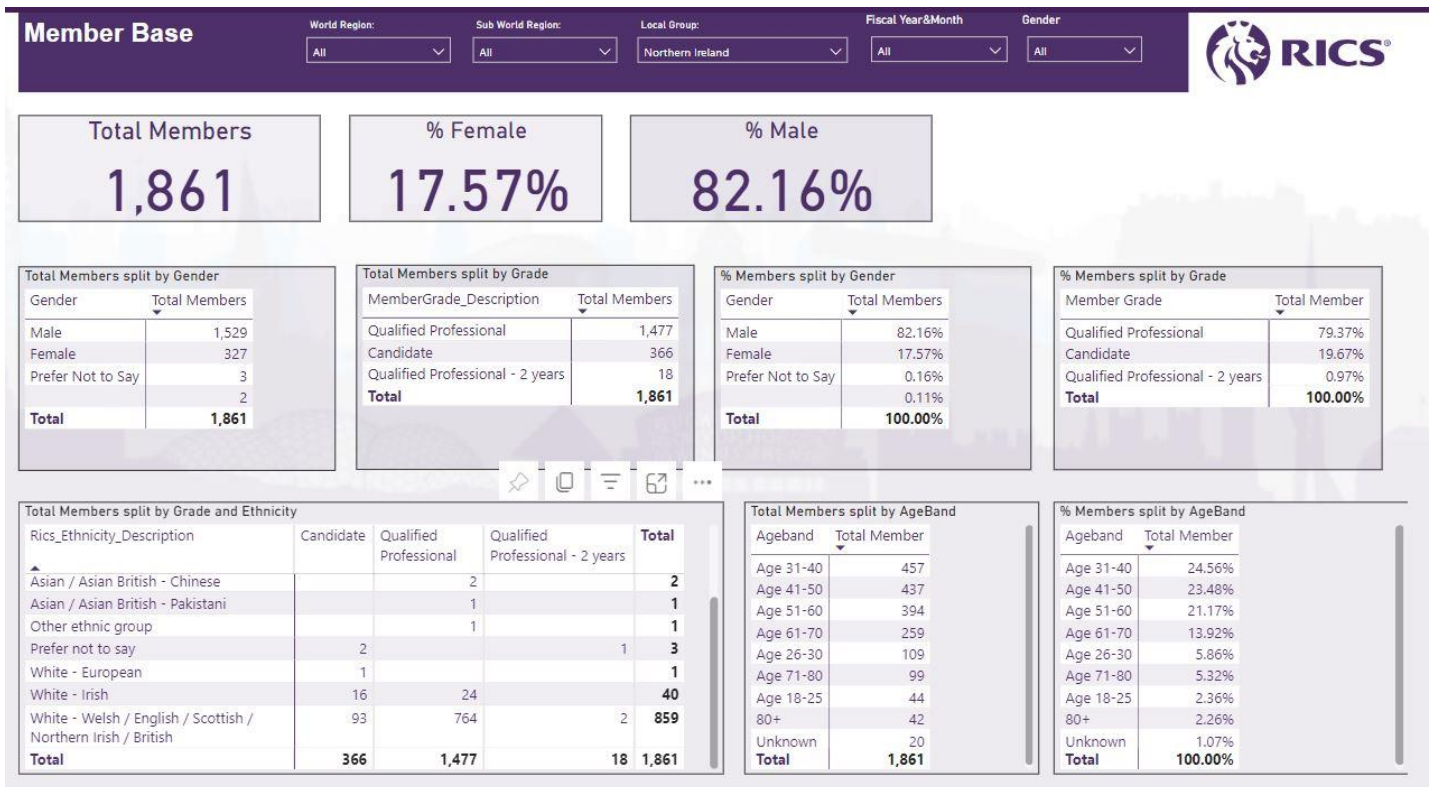 Member Base
World Region:
All
Sub World Region:
All
Local Group:
Northern Ireland
Fiscal Year&Month
All
Gender
All
RICS®
Total Members
1,861
% Female
17.57%
% Male
82.16%
Total Members split by Gender
Gender Total Members
Male 1,529
Female 327
Prefer Not to Say 3
2
Total 1,861
Total Members split by Grade
MemberGrade_Description Total Members
Qualified Professional 1,477
Candidate 366
Qualified Professional - 2 years 18
Total 1,861
% Members split by Gender
Gender Total Members
Male 82.16%
Female 17.57%
Prefer Not to Say 0.16%
0.11%
Total 100.00%
% Members split by Grade
Member Grade Total Member
Qualified Professional 79.37%
Candidate 19.67%
Qualified Professional - 2 years 0.97%
Total 100.00%
Total Members split by Grade and Ethnicity
Rics_Ethnicity_Description Candidate Qualified Qualified Total
Professional Professional - 2 years
Asian / Asian British - Chinese 2 2
Asian / Asian British - Pakistani 1 1
Other ethnic group 1 1
Prefer not to say 2 1 3
White - European 1 1
White - Irish 16 24 40
White - Welsh / English / Scottish / 93 764 2 859
Northern Irish / British
Total 366 1,477 18 1,861
Total Members split by AgeBand
Ageband Total Member
Age 31-40 457
Age 41-50 437
Age 51-60 394
Age 61-70 259
Age 26-30 109
Age 71-80 99
Age 18-25 44
80+ 42
Unknown 20
Total 1,861
% Members split by AgeBand
Ageband Total Member
Age 31-40 24.56%
Age 41-50 23.48%
Age 51-60 21.17%
Age 61-70 13.92%
Age 26-30 5.86%
Age 71-80 5.32%
Age 18-25 2.36%
80+ 2.26%
Unknown 1.07%
Total 100.00%